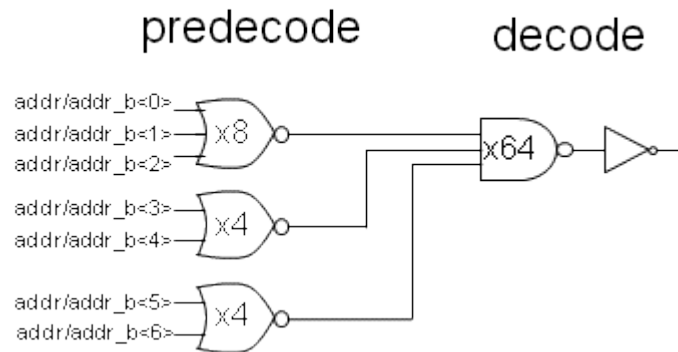 predecode
decode
addr/addr_b<0>
addr/addr_b<1>
addr/addr_b<2>
x8
x64
addr/addr_b<3>
addr/addr_b<4>
x4
addr/addr_b<5>
addr/addr_b<6>
x4